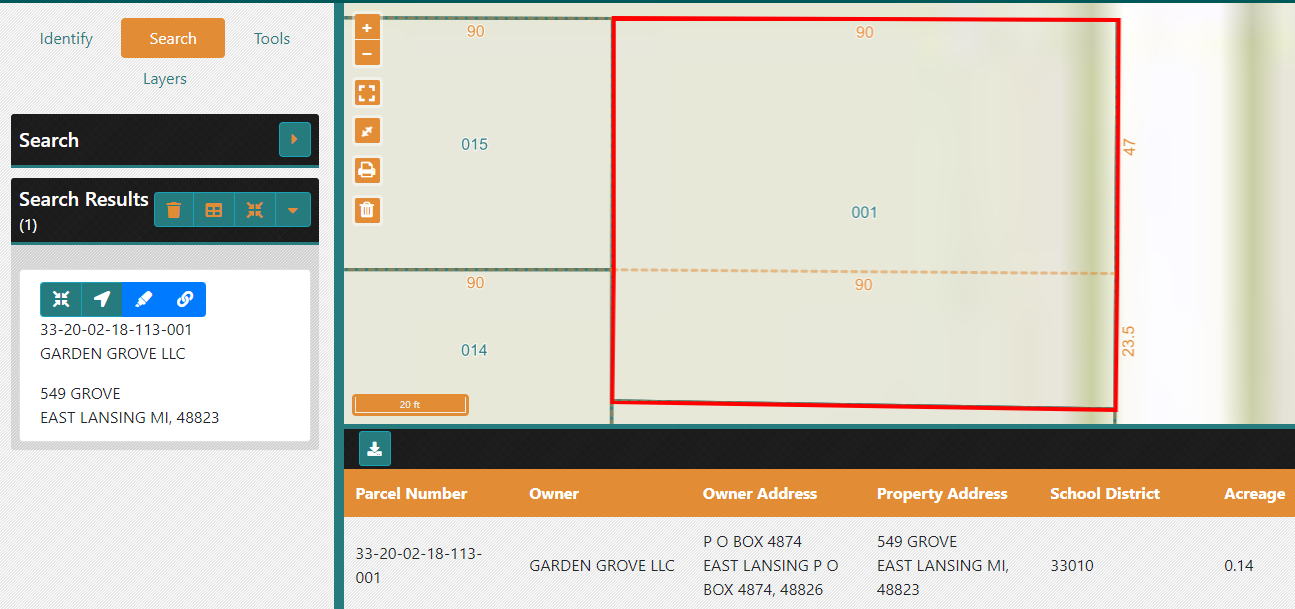 Identify
Search
Tools
Layers
Search
Search Results
(1)
33-20-02-18-113-001
GARDEN GROVE LLC
549 GROVE
EAST LANSING MI, 48823
+
−
90
90
015
47
001
90
90
014
23.5
20 ft
Parcel Number Owner Owner Address Property Address School District Acreage
33-20-02-18-113-
001
GARDEN GROVE LLC
P O BOX 4874
EAST LANSING P O
BOX 4874, 48826
549 GROVE
EAST LANSING MI,
48823
33010
0.14